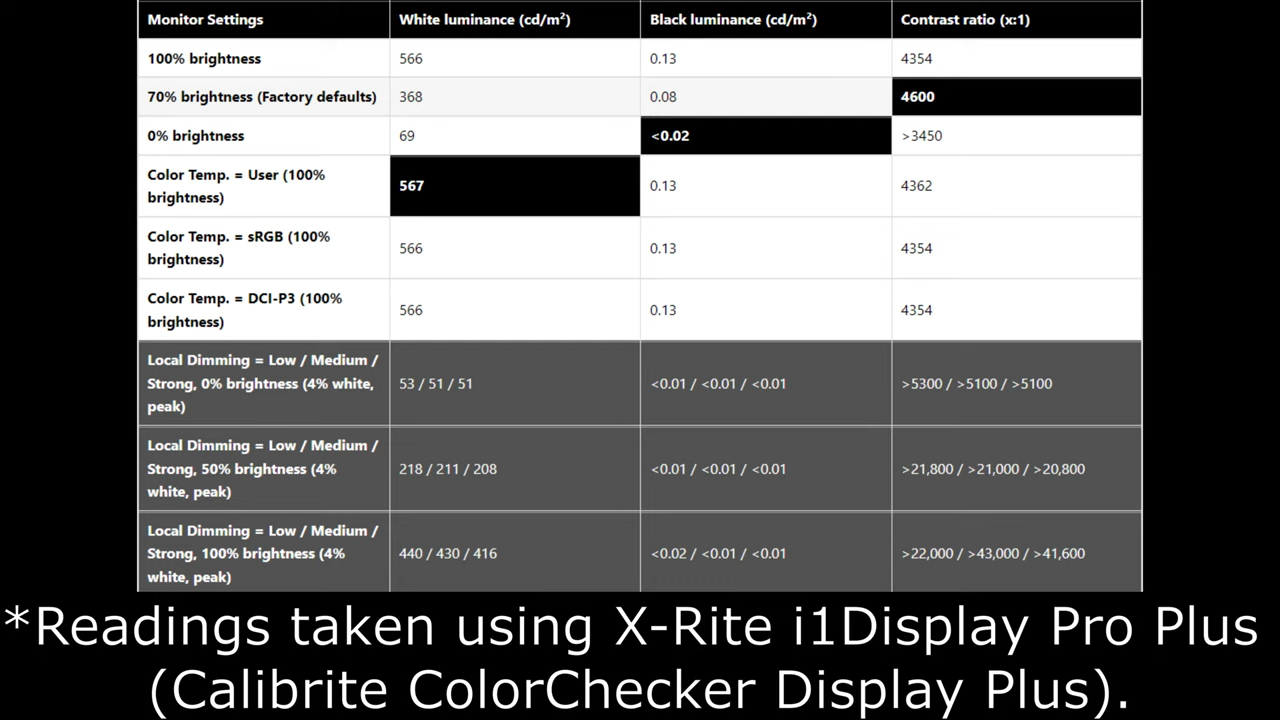 Monitor Settings White luminance (cd/m²) Black luminance (cd/m²) Contrast ratio (x:1)
100% brightness 566 0.13 4354
70% brightness (Factory defaults) 368 0.08 4600
0% brightness 69 <0.02 >3450
Color Temp. = User (100%
brightness) 567 0.13 4362
Color Temp. = sRGB (100%
brightness) 566 0.13 4354
Color Temp. = DCI-P3 (100%
brightness) 566 0.13 4354
Local Dimming = Low / Medium /
Strong, 0% brightness (4% white, 53 / 51 / 51 <0.01 / <0.01 / <0.01 >5300 / >5100 / >5100
peak)
Local Dimming = Low / Medium /
Strong, 50% brightness (4% 218 / 211 / 208 <0.01 / <0.01 / <0.01 >21,800 / >21,000 / >20,800
white, peak)
Local Dimming = Low / Medium /
Strong, 100% brightness (4% 440 / 430 / 416 <0.02 / <0.01 / <0.01 >22,000 / >43,000 / >41,600
white, peak)
*Readings taken using X-Rite i1Display Pro Plus
(Calibrite ColorChecker Display Plus).